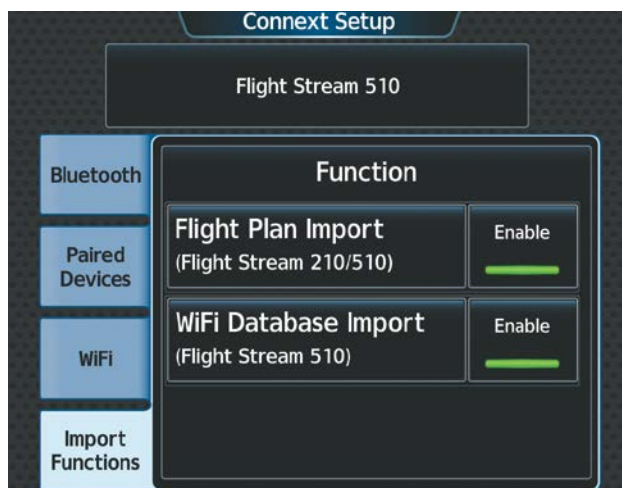 Connext Setup
Flight Stream 510
Bluetooth
Paired
Devices
WiFi
Import
Functions
Function
Flight Plan Import
(Flight Stream 210/510)
Enable
WiFi Database Import
(Flight Stream 510)
Enable